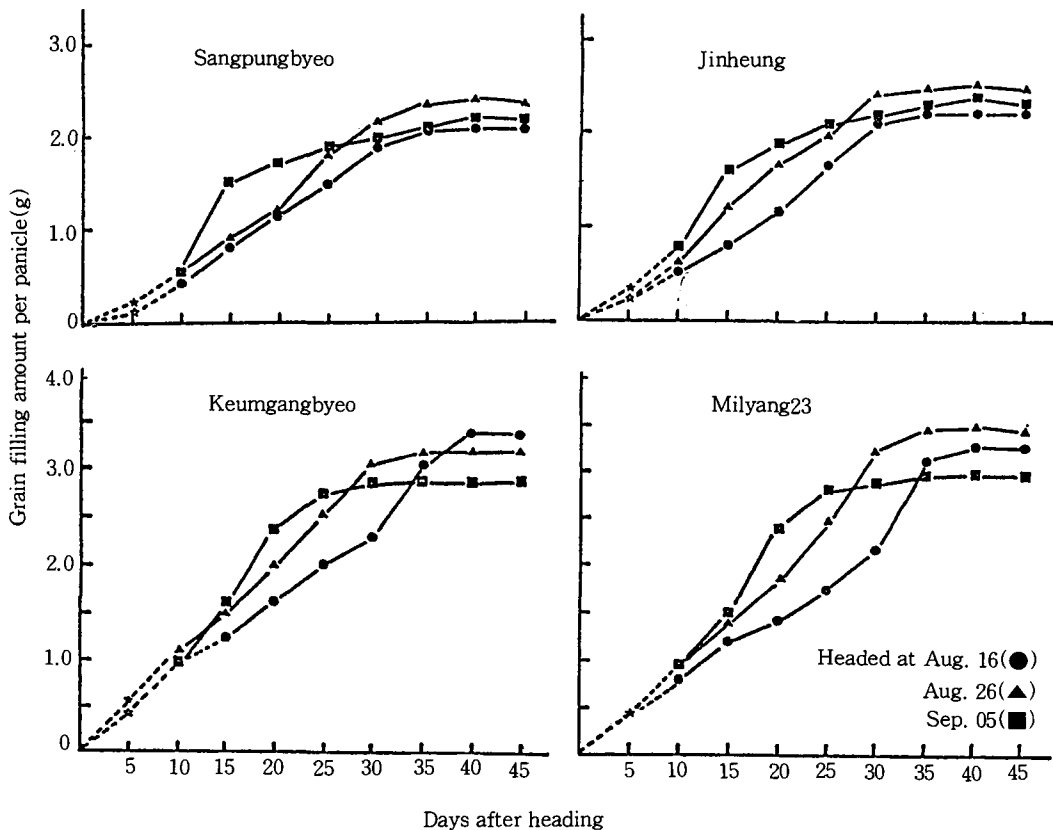 Sangpungbyeo
Jinheung
3.0
2.0
1.0
0
Keumgangbyeo
Milyang23
4.0
3.0
2.0
1.0
0
Headed at Aug. 16(●)
Aug. 26(▲)
Sep. 05(■)
5 10 15 20 25 30 35 40 45
5 10 15 20 25 30 35 40 45
Grain filling amount per panicle(g)
Days after heading